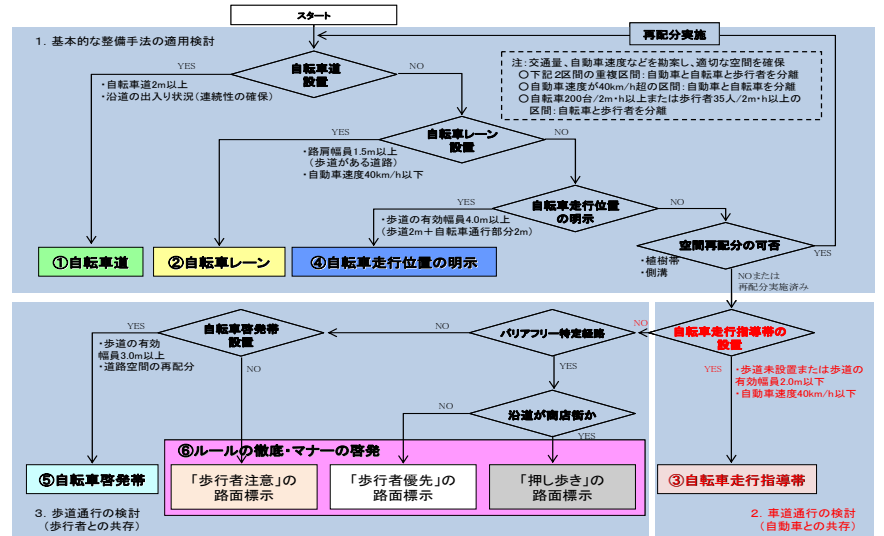 スタート
1．基本的な整備手法の適用検討
再配分実施
注：交通量、自動車速度などを勘案し、適切な空間を確保
○下記2区間の重複区間：自動車と自転車と歩行者を分離
○自動車速度が40km/h超の区間：自動車と自転車を分離
○自転車200台/2m・h以上または歩行者35人/2m・h以上の
区間：自転車と歩行者を分離
自転車道
設置
YES
NO
・自転車道2m以上
・沿道の出入り状況（連続性の確保）
自転車レーン
設置
YES
NO
・路肩幅員1.5m以上
（歩道がある道路）
・自動車速度40km/h以下
自転車走行位置
の明示
YES
NO
・歩道の有効幅員4.0m以上
（歩道2m＋自転車通行部分2m）
空間再配分の可否
YES
・植樹帯
・側溝
NOまたは
再配分実施済み
①自転車道
②自転車レーン
④自転車走行位置の明示
自転車走行指導帯の
設置
NO
YES
・歩道未設置または歩道の
有効幅員2.0m以下
・自動車速度40km/h以下
バリアフリー特定経路
NO
YES
自転車啓発帯
設置
YES
NO
・歩道の有効
幅員3.0m以上
・道路空間の再配分
沿道が商店街か
NO
YES
⑥ルールの徹底・マナーの啓発
「歩行者注意」の
路面標示
「歩行者優先」の
路面標示
「押し歩き」の
路面標示
⑤自転車啓発帯
③自転車走行指導帯
3．歩道通行の検討
（歩行者との共存）
2．車道通行の検討
（自動車との共存）